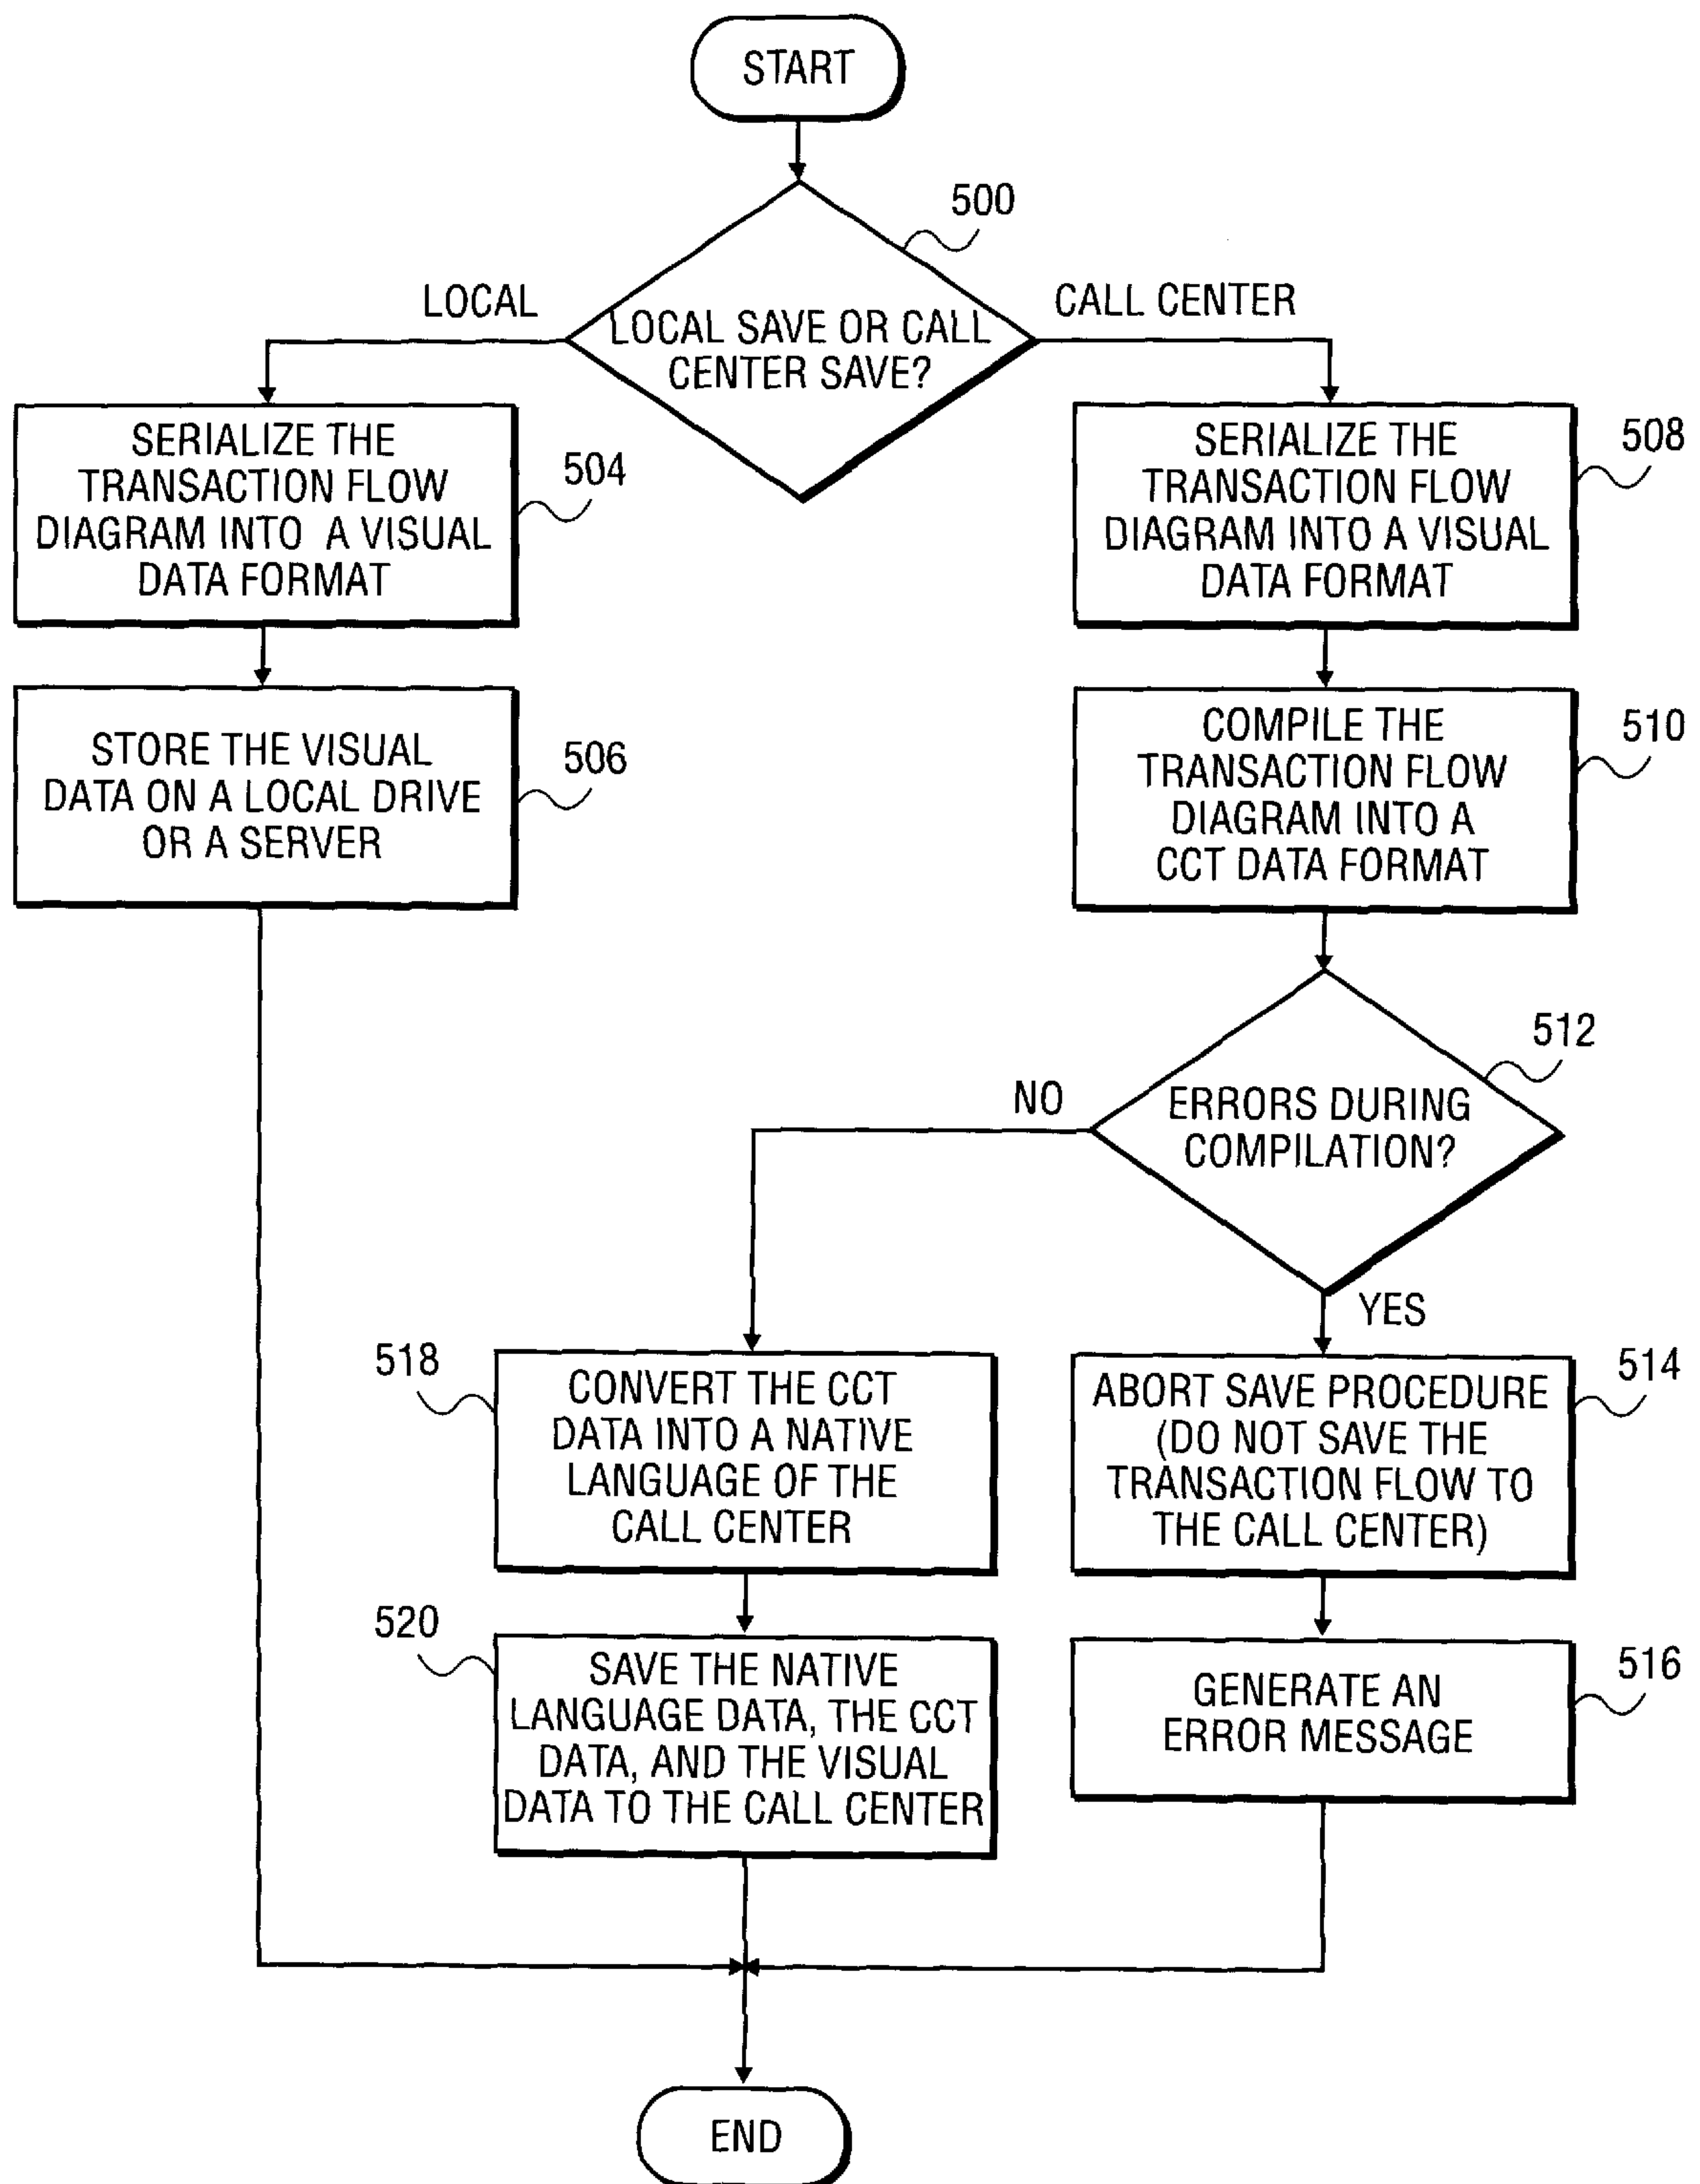 START
500
LOCAL
CALL CENTER
LOCAL SAVE OR CALL
CENTER SAVE?
SERIALIZE THE
TRANSACTION FLOW
DIAGRAM INTO A VISUAL
DATA FORMAT
504
SERIALIZE THE
TRANSACTION FLOW
DIAGRAM INTO A VISUAL
DATA FORMAT
508
STORE THE VISUAL
DATA ON A LOCAL DRIVE
OR A SERVER
506
COMPILE THE
TRANSACTION FLOW
DIAGRAM INTO A
CCT DATA FORMAT
510
512
NO
ERRORS DURING
COMPILATION?
YES
518
CONVERT THE CCT
DATA INTO A NATIVE
LANGUAGE OF THE
CALL CENTER
514
ABORT SAVE PROCEDURE
(DO NOT SAVE THE
TRANSACTION FLOW TO
THE CALL CENTER)
520
SAVE THE NATIVE
LANGUAGE DATA, THE CCT
DATA, AND THE VISUAL
DATA TO THE CALL CENTER
516
GENERATE AN
ERROR MESSAGE
END